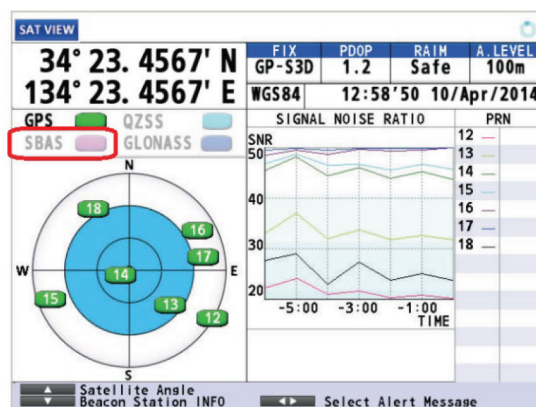 SAT VIEW
34° 23. 4567' N
134° 23. 4567' E
FIX PDOP RAIM A.LEVEL
GP-S3D 1.2 Safe 100m
WGS84 12:58'50 10/Apr/2014
GPS QZSS
SBAS GLONASS
SIGNAL NOISE RATIO
PRN
SNR
50
40
30
20
-5:00 -3:00 -1:00
TIME
12
13
14
15
16
17
18
N
18
16
17
W
E
14
15
13
12
S
Satellite Angle
Beacon Station INFO
Select Alert Message